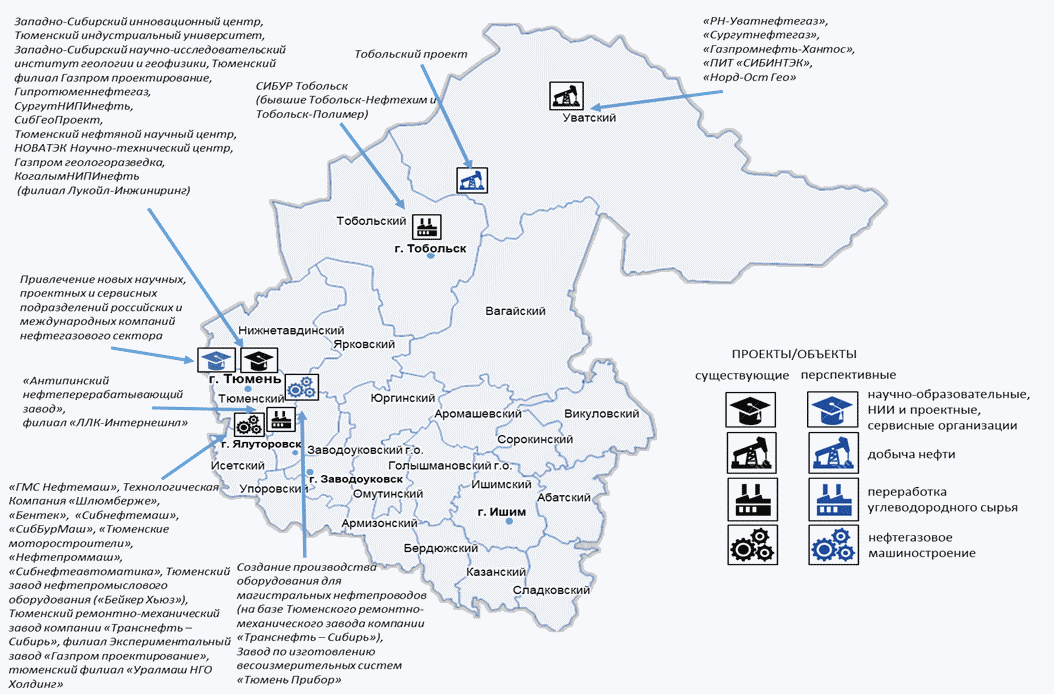 Западно-Сибирский инновационный центр,
Тюменский индустриальный университет,
Западно-Сибирский научно-исследовательский
институт геологии и геофизики, Тюменский
филиал Газпром проектирование,
Гипротюменнефтегаз,
СургутНИПИнефть,
СибГеоПроект,
Тюменский нефтяной научный центр,
НОВАТЭК Научно-технический центр,
Газпром геологоразведка,
КогалымНИПИнефть
(филиал Лукойл-Инжиниринг)
Тобольский проект
СИБУР Тобольск
(бывшие Тобольск-Нефтехим и
Тобольск-Полимер)
«РН-Уватнефтегаз»,
«Сургутнефтегаз»,
«Газпромнефть-Хантос»,
«ПИТ «СИБИНТЭК»,
«Норд-Ост Гео»
Уватский
Тобольский
г. Тобольск
Вагайский
Привлечение новых научных,
проектных и сервисных
подразделений российских и
международных компаний
нефтегазового сектора
Нижнетавдинский
Ярковский
г. Тюмень
Тюменский
«Антипинский
нефтеперерабатывающий
завод»,
филиал «ЛЛК-Интернешнл»
Юргинский
Аромашевский
Викуловский
Сорокинский
г. Ялуторовск
Заводоуковский г.о.
Голышмановский г.о.
Исетский
г. Заводоуковск
Упоровский
Омутинский
Ишимский
Абатский
г. Ишим
Армизонский
Бердюжский
Казанский
Сладковский
«ГМС Нефтемаш», Технологическая
Компания «Шлюмберже»,
«Бентек», «Сибнефтемаш»,
«СибБурМаш», «Тюменские
моторостроители»,
«Нефтепроммаш»,
«Сибнефтеавтоматика», Тюменский
завод нефтепромыслового
оборудования («Бейкер Хьюз»),
Тюменский ремонтно-механический
завод компании «Транснефть –
Сибирь», филиал Экспериментальный
завод «Газпром проектирование»,
тюменский филиал «Уралмаш НГО
Холдинг»
Создание производства
оборудования для
магистральных нефтепроводов
(на базе Тюменского ремонтно-
механического завода компании
«Транснефть – Сибирь»),
Завод по изготовлению
весоизмерительных систем
«Тюмень Прибор»
ПРОЕКТЫ/ОБЪЕКТЫ
существующие перспективные
научно-образовательные,
НИИ и проектные,
сервисные организации
добыча нефти
переработка
углеводородного сырья
нефтегазовое
машиностроение